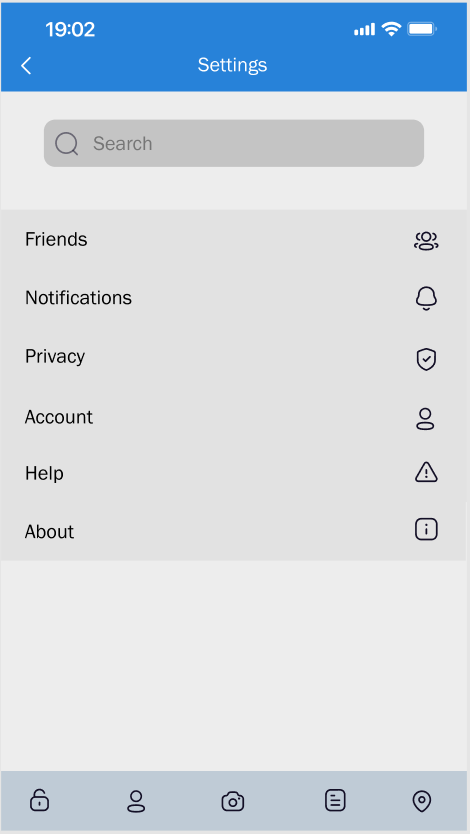 19:02
Settings
Search
Friends
Notifications
Privacy
Account
Help
About